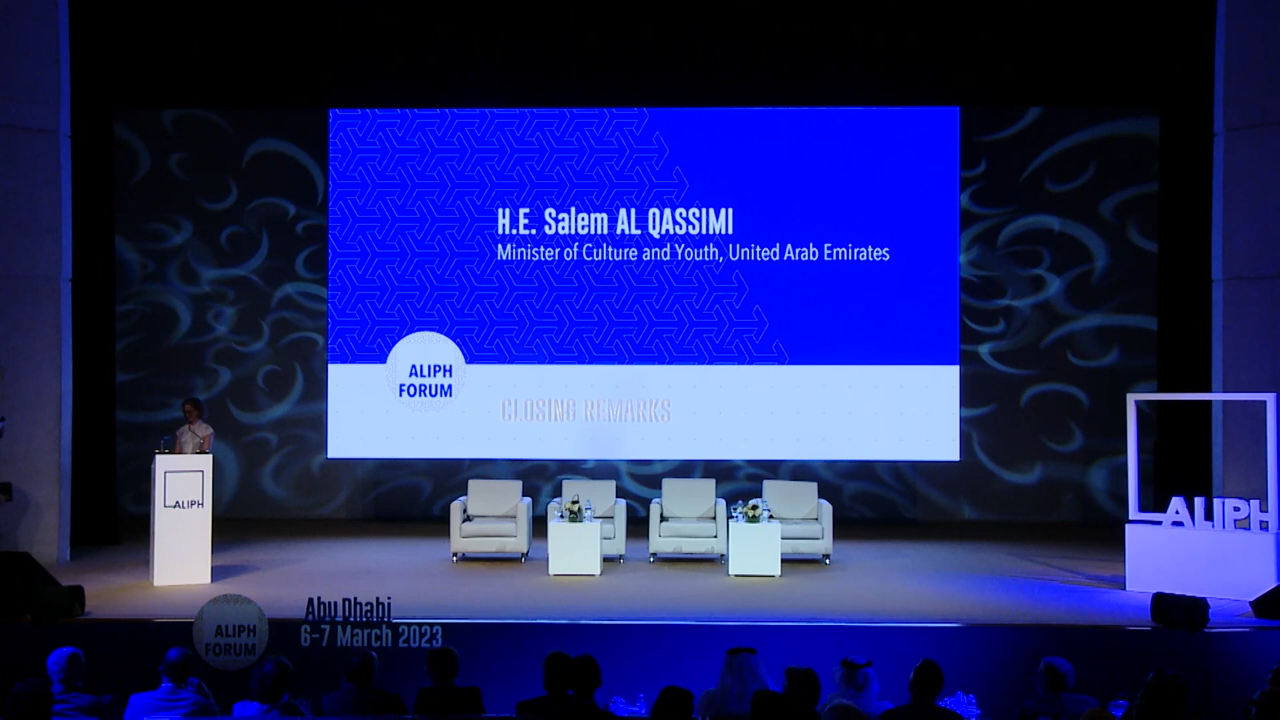 H.E. Salem AL QASSIMI
Minister of Culture and Youth, United Arab Emirates
ALIPH
FORUM
CLOSING REMARKS
ALIPH
ALIPH
Abu Dhabi
6-7 March 2023
ALIPH
FORUM